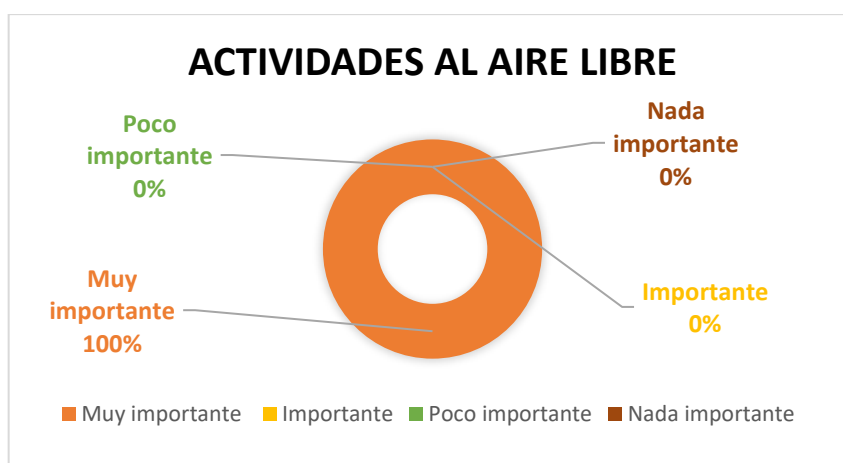 ACTIVIDADES AL AIRE LIBRE
Poco
importante
0%
Nada
importante
0%
Muy
importante
100%
Importante
0%
Muy importante Importante Poco importante Nada importante